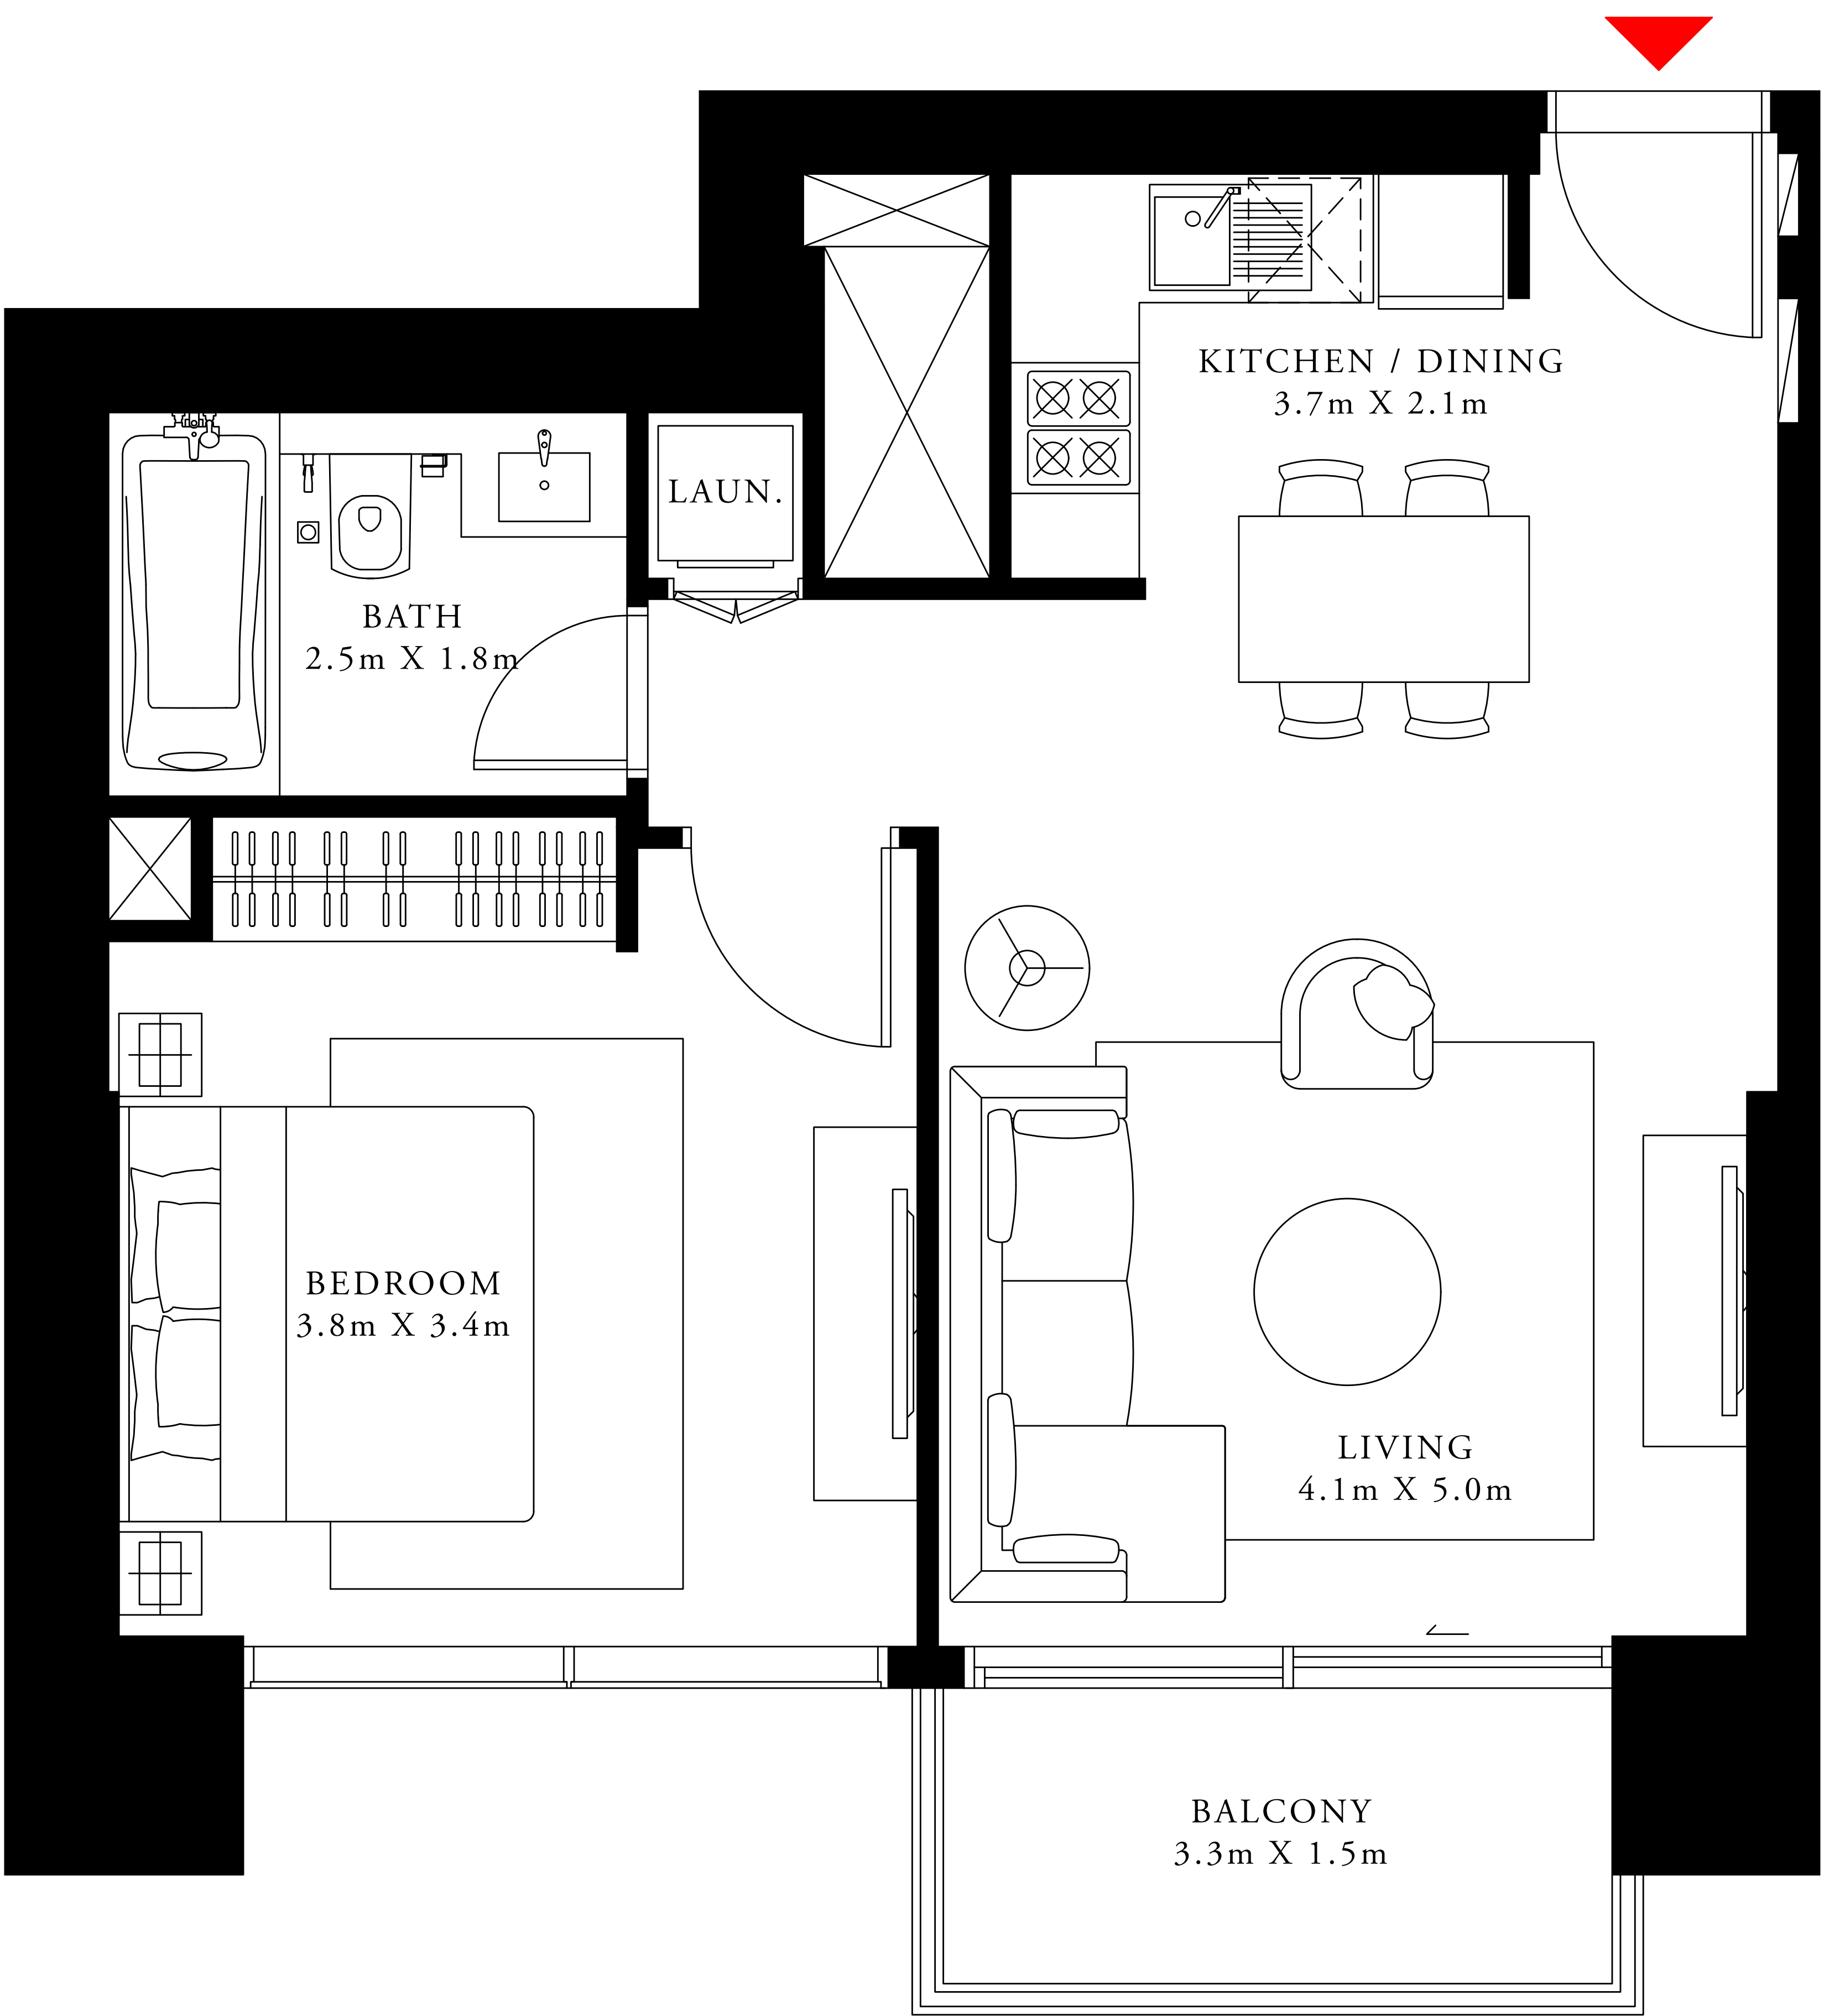 KITCHEN / DINING
3.7m X 2.1m
LAUN.
BATH
2.5m X 1.8m
BEDROOM
3.8m X 3.4m
LIVING
4.1m X 5.0m
BALCONY
3.3m X 1.5m